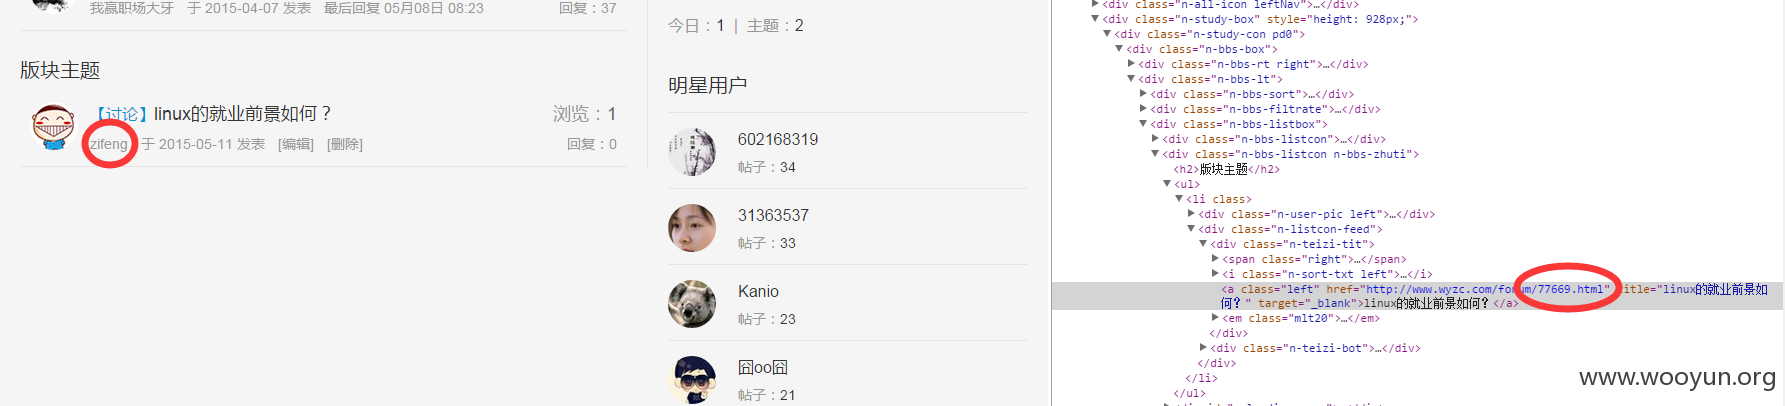 我赢职场大牙 于 2015-04-07 发表 最后回复 05月08日 08:23 回复：37
版块主题
【讨论】linux的就业前景如何？ 浏览：1
zifeng 于 2015-05-11 发表 [编辑] [删除] 回复：0
今日：1 | 主题：2
明星用户
602168319
帖子：34
31363537
帖子：33
Kanio
帖子：23
囧oo囧
帖子：21
<div class="n-all-icon leftNav">…</div>
<div class="n-study-box" style="height: 928px;">
<div class="n-study-con pd0">
<div class="n-bbs-box">
<div class="n-bbs-rt right">…</div>
<div class="n-bbs-lt">
<div class="n-bbs-sort">…</div>
<div class="n-bbs-filtrate">…</div>
<div class="n-bbs-listbox">
<div class="n-bbs-listcon">…</div>
<div class="n-bbs-listcon n-bbs-zhuti">
<h2>版块主题</h2>
<ul>
<li class>
<div class="n-user-pic left">…</div>
<div class="n-listcon-feed">
<div class="n-teizi-tit">
<span class="right">…</span>
<i class="n-sort-txt left">…</i>
<a class="left" href="http://www.wyzc.com/forum/77669.html" title="linux的就业前景如
何？" target="_blank">linux的就业前景如何？</a>
<em class="mlt20">…</em>
</div>
<div class="n-teizi-bot">…</div>
</div>
</li>
</ul>
www.wooyun.org